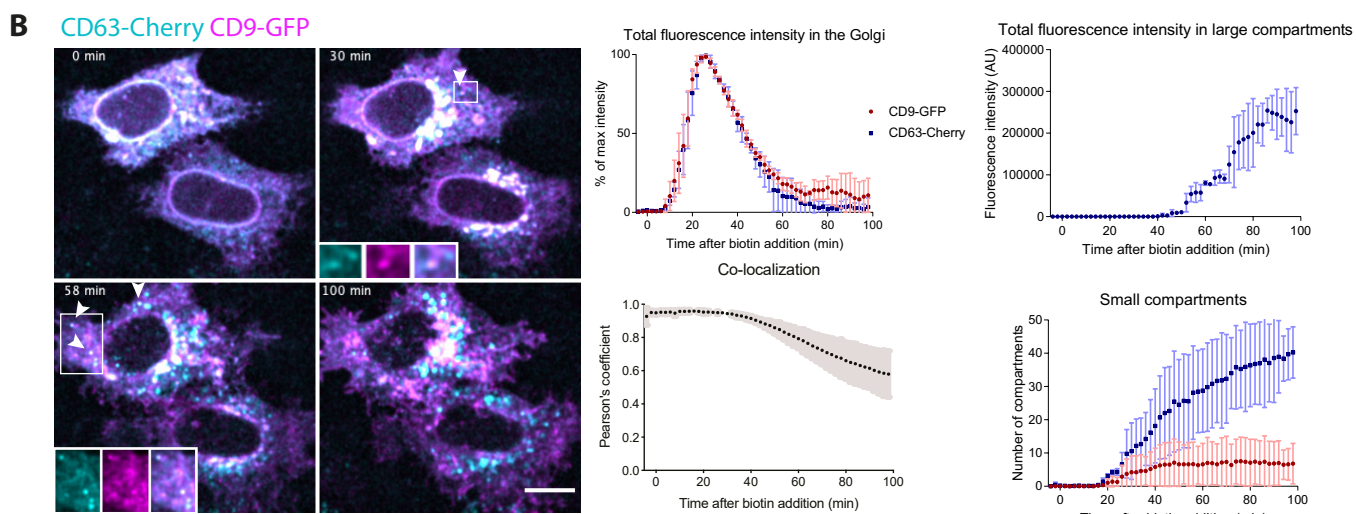 B
CD63-Cherry CD9-GFP
0 min
30 min
58 min
100 min
Total fluorescence intensity in the Golgi
% of max intensity
100
50
0
0 20 40 60 80 100
Time after biotin addition (min)
CD9-GFP
CD63-Cherry
Total fluorescence intensity in large compartments
Fluorescence intensity (AU)
400000
300000
200000
100000
0
0 20 40 60 80 100
Time after biotin addition (min)
Co-localization
Pearson's coefficient
1.0
0.8
0.6
0.4
0.2
0.0
0 20 40 60 80 100
Time after biotin addition (min)
Small compartments
Number of compartments
50
40
30
20
10
0
0 20 40 60 80 100